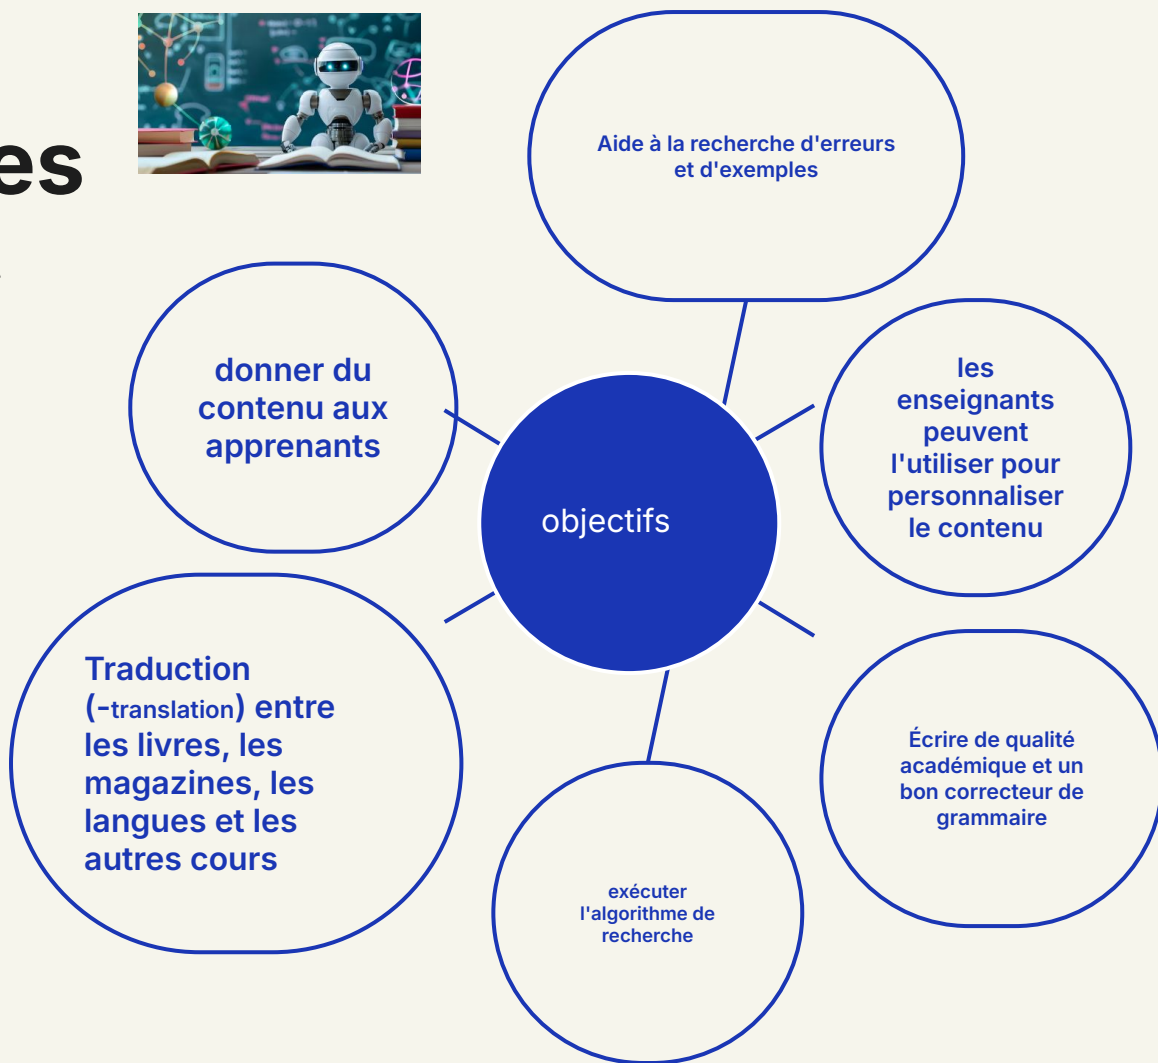 es
Aide à la recherche d'erreurs
et d'exemples
donner du
contenu aux
apprenants
les
enseignants
peuvent
l'utiliser pour
personnaliser
le contenu
objectifs
Traduction
(-translation) entre
les livres, les
magazines, les
langues et les
autres cours
Écrire de qualité
académique et un
bon correcteur de
grammaire
exécuter
l'algorithme de
recherche